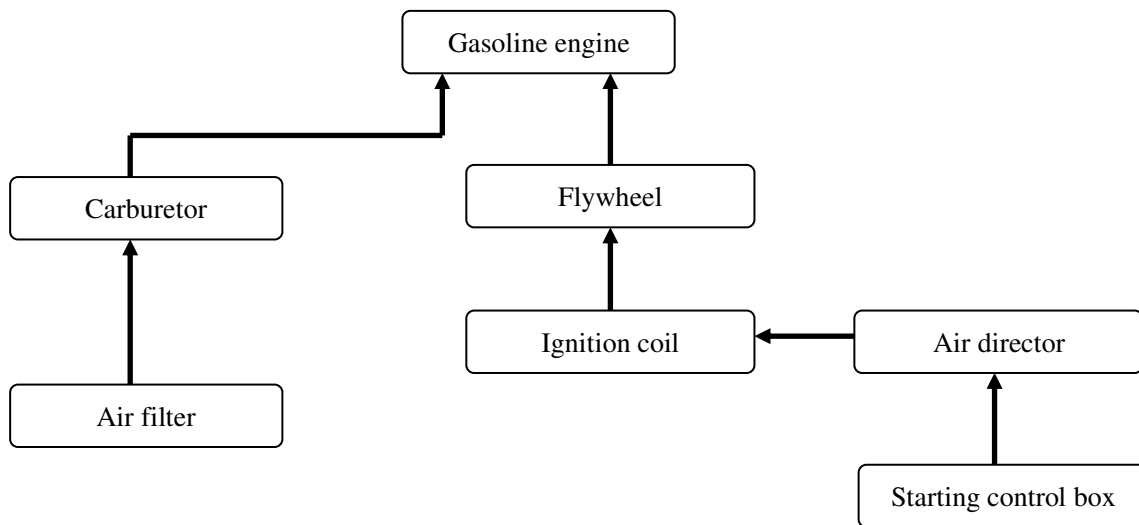 Gasoline engine
Carburetor
Flywheel
Ignition coil
Air director
Air filter
Starting control box